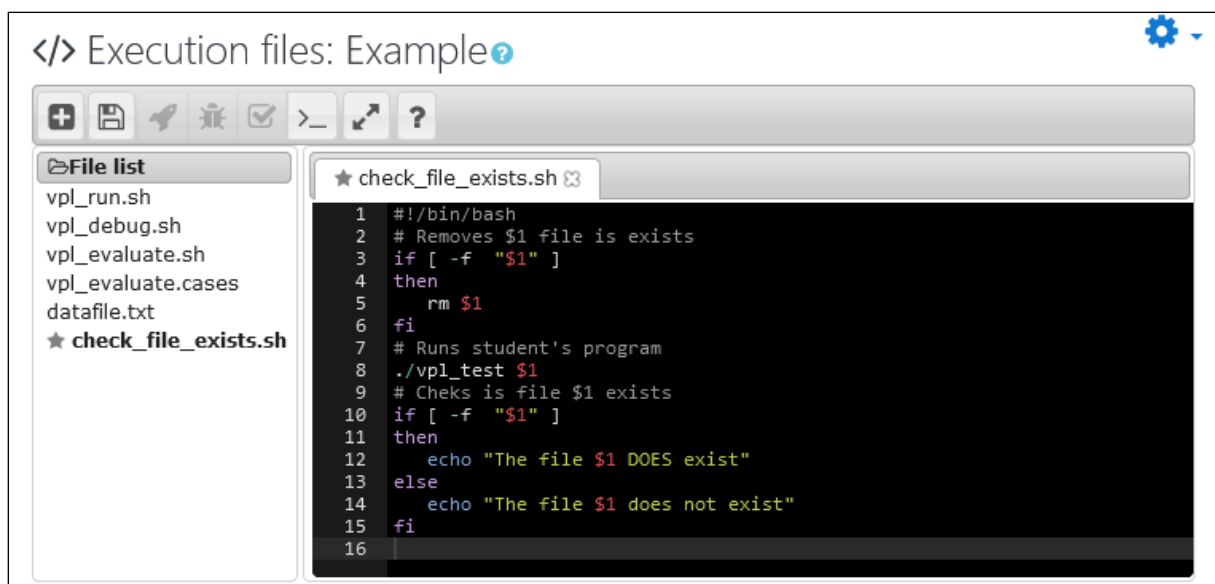 </> Execution files: Example?
>_ ?
File list
vpl_run.sh
vpl_debug.sh
vpl_evaluate.sh
vpl_evaluate.cases
datafile.txt
★ check_file_exists.sh
★ check_file_exists.sh
1 #!/bin/bash
2 # Removes $1 file is exists
3 if [ -f  "$1" ]
4 then
5    rm $1
6 fi
7 # Runs student's program
8 ./vpl_test $1
9 # Cheks is file $1 exists
10 if [ -f  "$1" ]
11 then
12    echo "The file $1 DOES exist"
13 else
14    echo "The file $1 does not exist"
15 fi
16